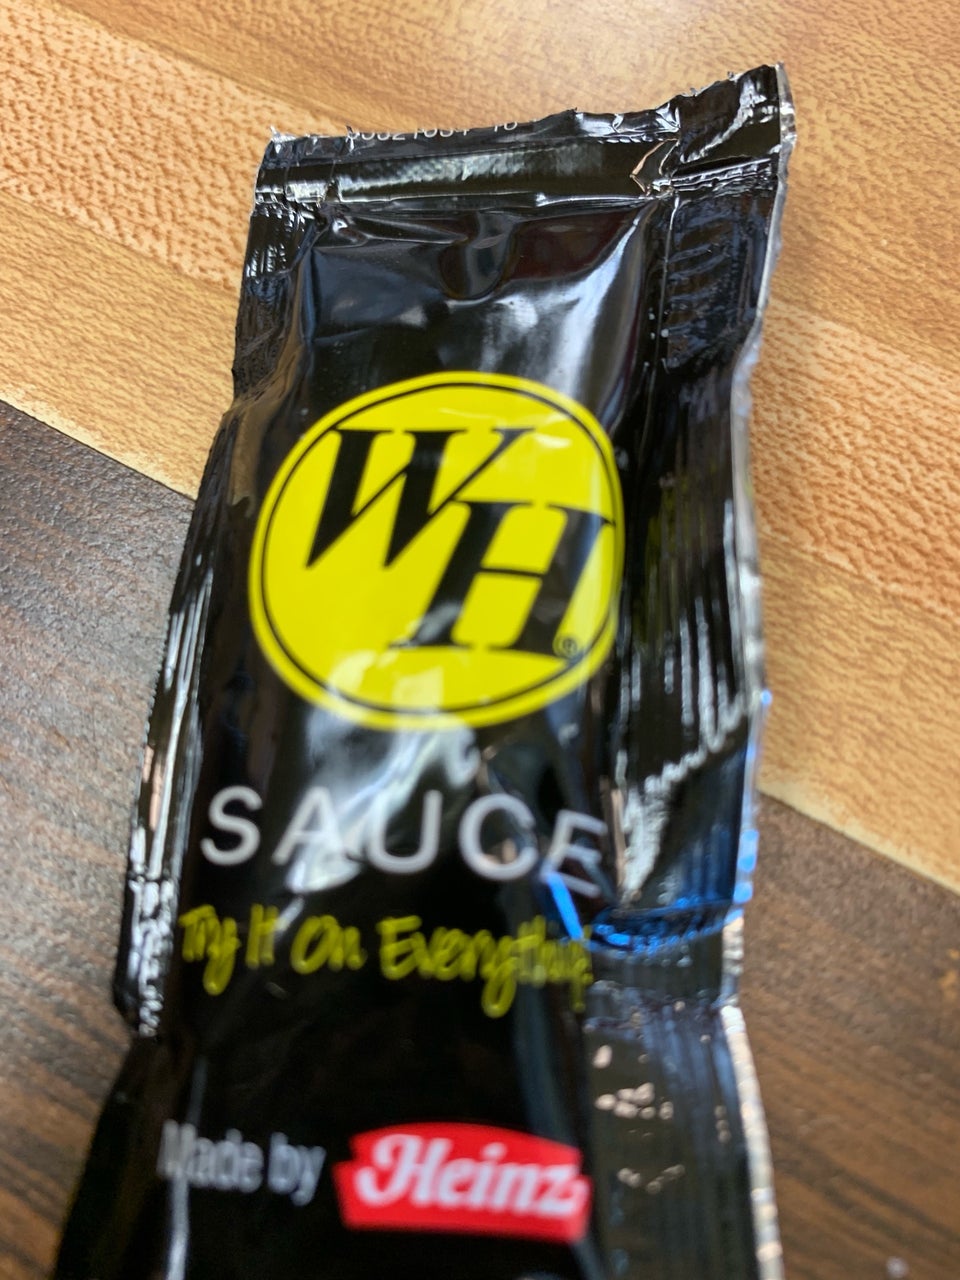 WH®
SAUCE
Try It On Everything
Made by Heinz